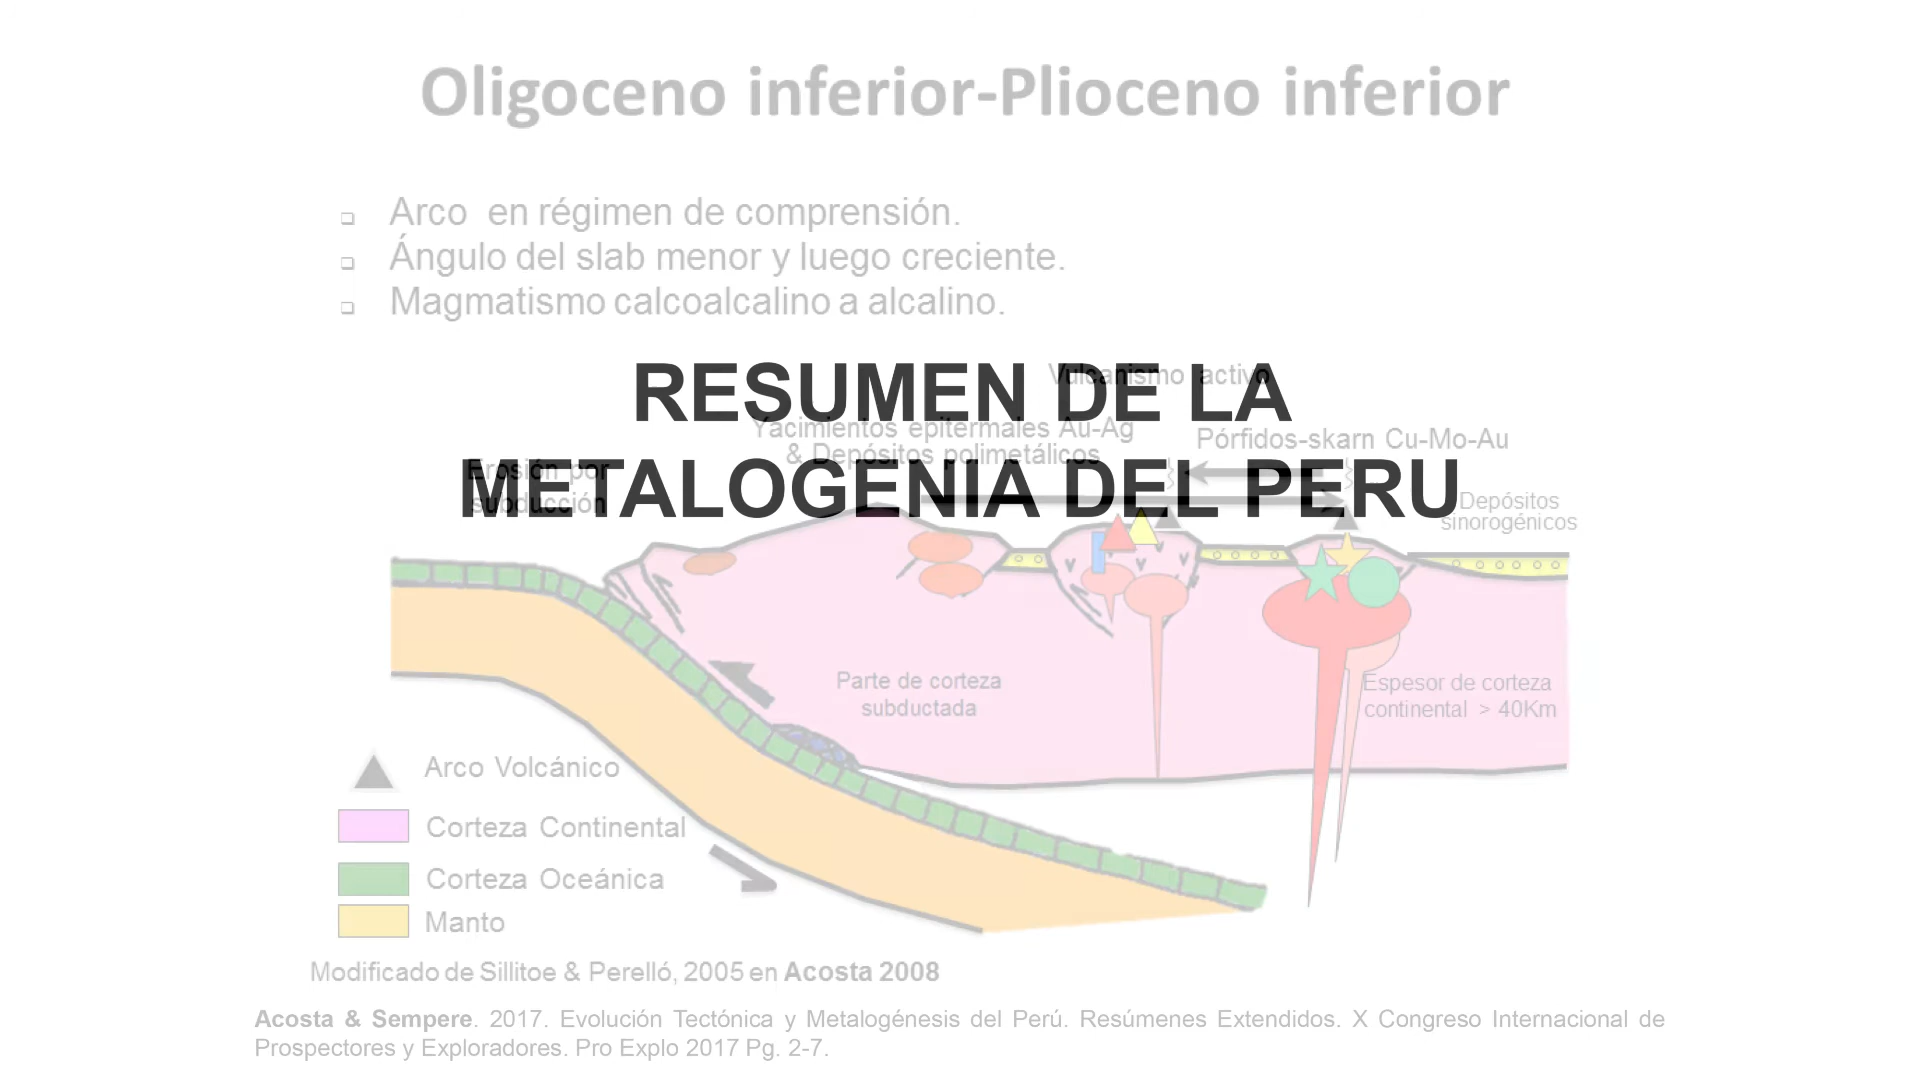 Oligoceno inferior-Plioceno inferior
❑ Arco en régimen de comprensión.
❑ Ángulo del slab menor y luego creciente.
❑ Magmatismo calcoalcalino a alcalino.
RESUMEN DE LA
METALOGENIA DEL PERU
Vulcanismo activo
Yacimientos epitermales Au-Ag
& Depósitos polimetálicos
Pórfidos-skarn Cu-Mo-Au
Erosión por
subducción
Depósitos
sinorogénicos
Parte de corteza
subductada
Espesor de corteza
continental > 40Km
Arco Volcánico
Corteza Continental
Corteza Oceánica
Manto
Modificado de Sillitoe & Perelló, 2005 en Acosta 2008
Acosta & Sempere. 2017. Evolución Tectónica y Metalogénesis del Perú. Resúmenes Extendidos. X Congreso Internacional de
Prospectores y Exploradores. Pro Explo 2017 Pg. 2-7.